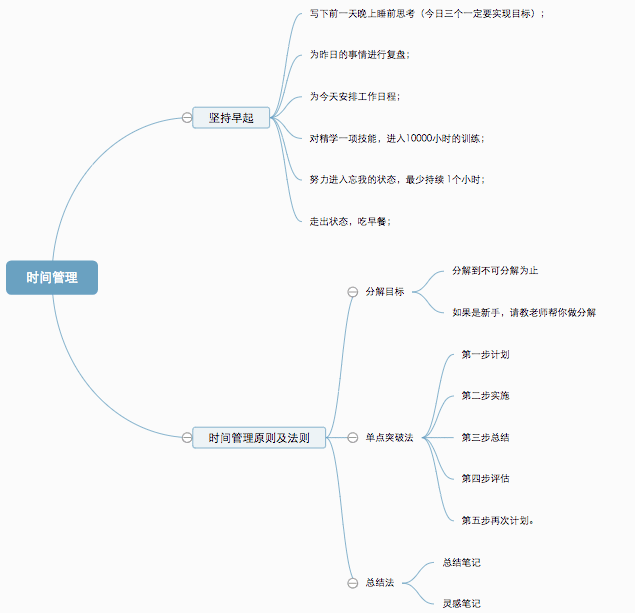 时间管理
坚持早起
写下前一天晚上睡前思考（今日三个一定要实现目标）；
为昨日的事情进行复盘；
为今天安排工作日程；
对精学一项技能，进入10000小时的训练；
努力进入忘我的状态，最少持续 1个小时；
走出状态，吃早餐；
时间管理原则及法则
分解目标
分解到不可分解为止
如果是新手，请教老师帮你做分解
单点突破法
第一步计划
第二步实施
第三步总结
第四步评估
第五步再次计划。
总结法
总结笔记
灵感笔记